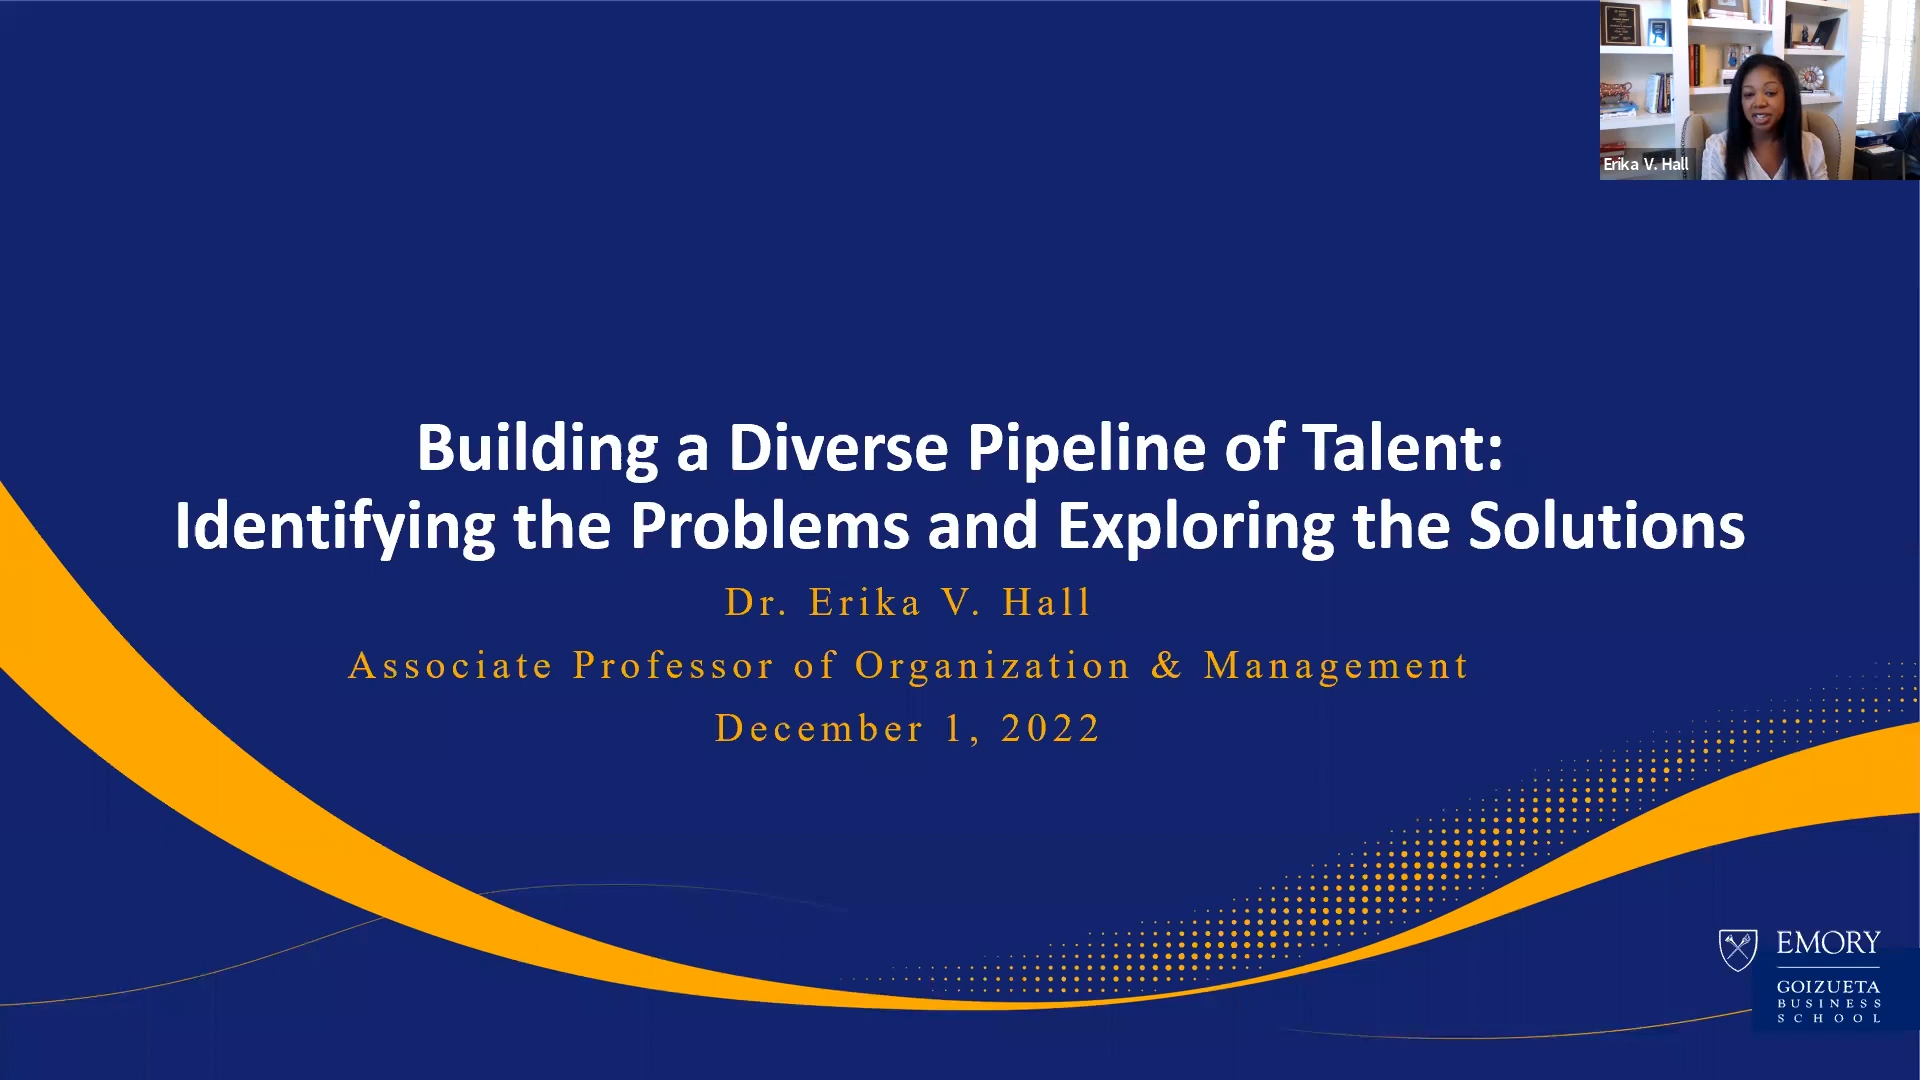 Erika V. Hall
Building a Diverse Pipeline of Talent:
Identifying the Problems and Exploring the Solutions
Dr. Erika V. Hall
Associate Professor of Organization & Management
December 1, 2022
EMORY
GOIZUETA
BUSINESS
SCHOOL